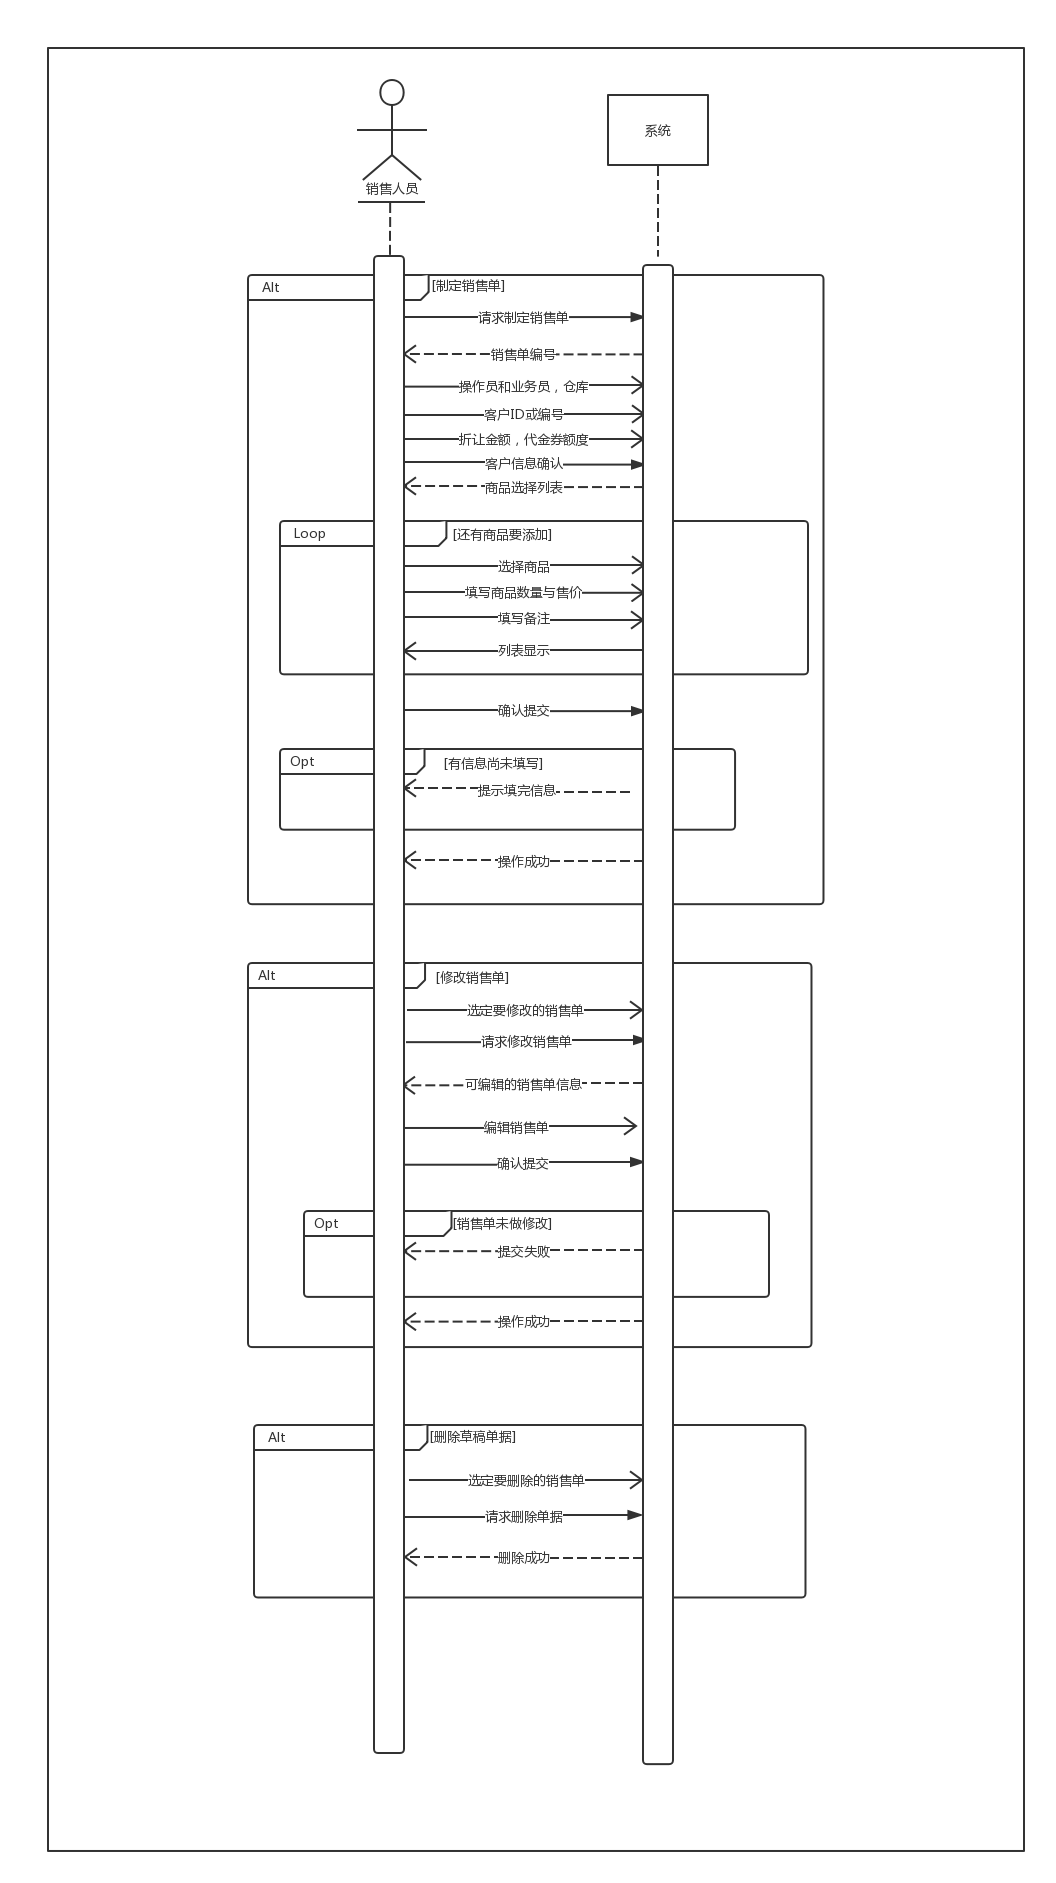 系统
销售人员
Alt
[制定销售单]
请求制定销售单
销售单编号
操作员和业务员，仓库
客户ID或编号
折让金额，代金券额度
客户信息确认
商品选择列表
Loop
[还有商品要添加]
选择商品
填写商品数量与售价
填写备注
列表显示
确认提交
Opt
[有信息尚未填写]
提示填完信息
操作成功
Alt
[修改销售单]
选定要修改的销售单
请求修改销售单
可编辑的销售单信息
编辑销售单
确认提交
Opt
[销售单未做修改]
提交失败
操作成功
Alt
[删除草稿单据]
选定要删除的销售单
请求删除单据
删除成功